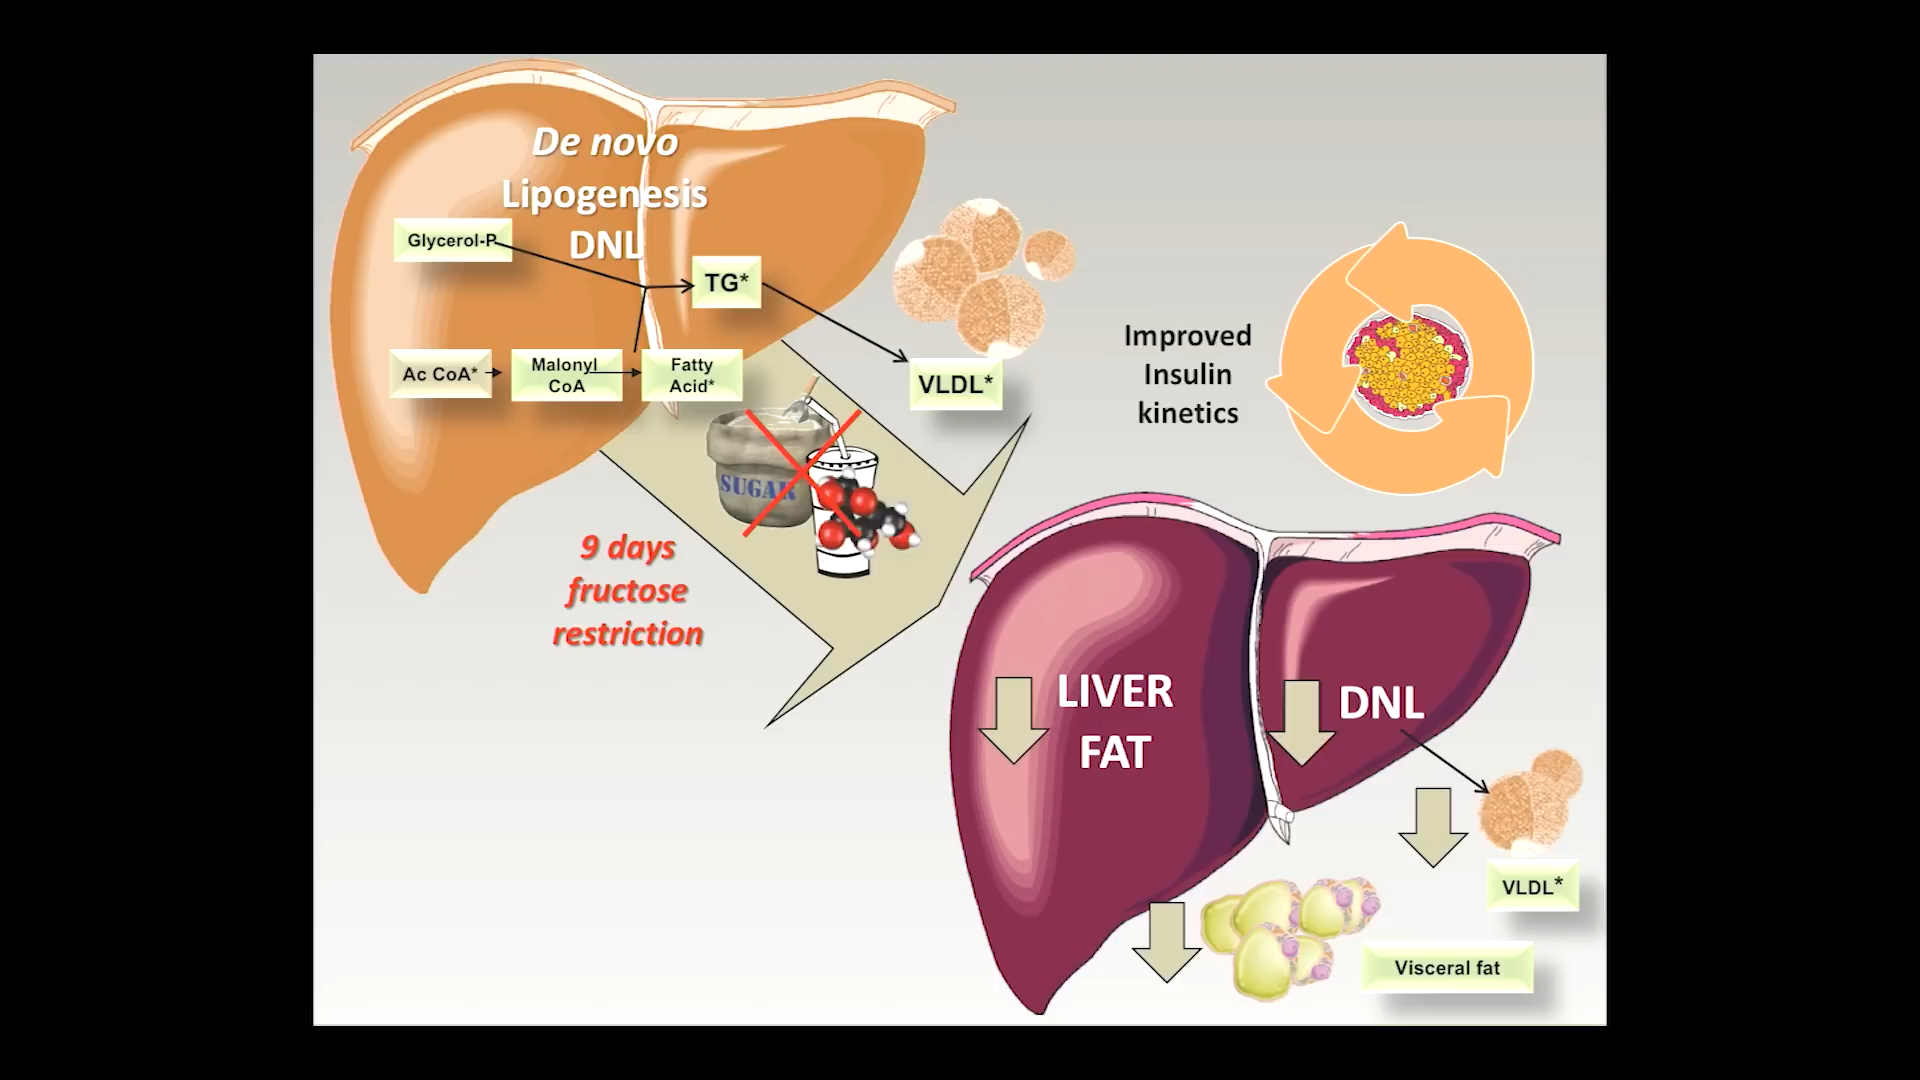 De novo
Lipogenesis
DNL
Glycerol-P
TG*
Ac CoA*
Malonyl
CoA
Fatty
Acid*
VLDL*
SUGAR
9 days
fructose
restriction
Improved
Insulin
kinetics
LIVER
FAT
DNL
VLDL*
Visceral fat